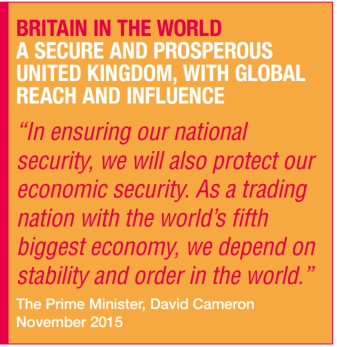 BRITAIN IN THE WORLD
A SECURE AND PROSPEROUS
UNITED KINGDOM, WITH GLOBAL
REACH AND INFLUENCE
“In ensuring our national
security, we will also protect our
economic security. As a trading
nation with the world’s fifth
biggest economy, we depend on
stability and order in the world.”
The Prime Minister, David Cameron
November 2015